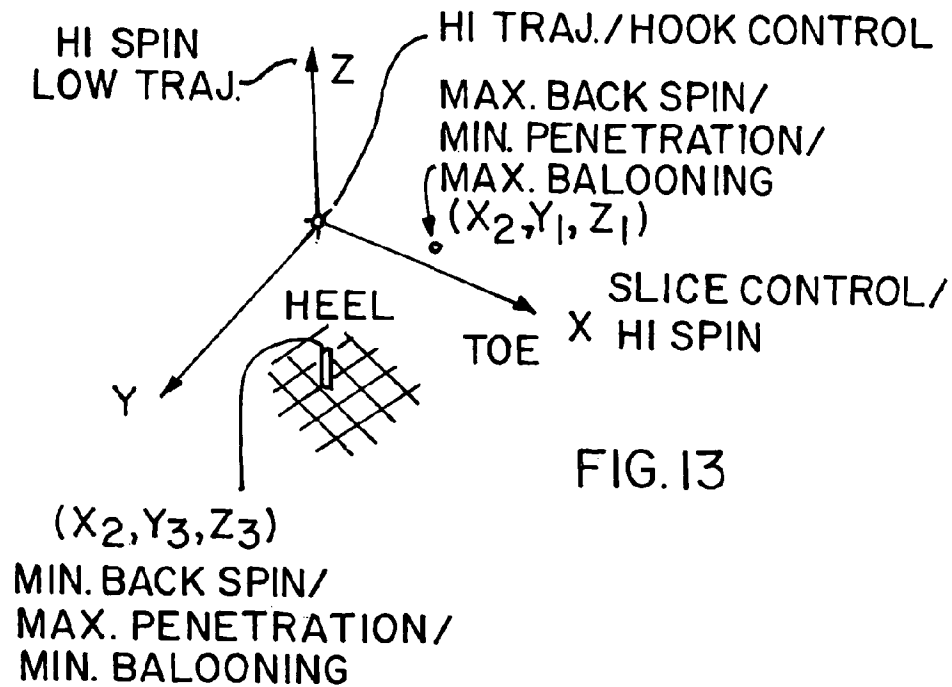 HI SPIN
LOW TRAJ.
Z
HI TRAJ./HOOK CONTROL
MAX. BACK SPIN/
MIN. PENETRATION/
MAX. BALOONING
(X2,Y1,Z1)
HEEL
TOE
X
SLICE CONTROL/
HI SPIN
Y
FIG.13
(X2,Y3,Z3)
MIN. BACK SPIN/
MAX. PENETRATION/
MIN. BALOONING